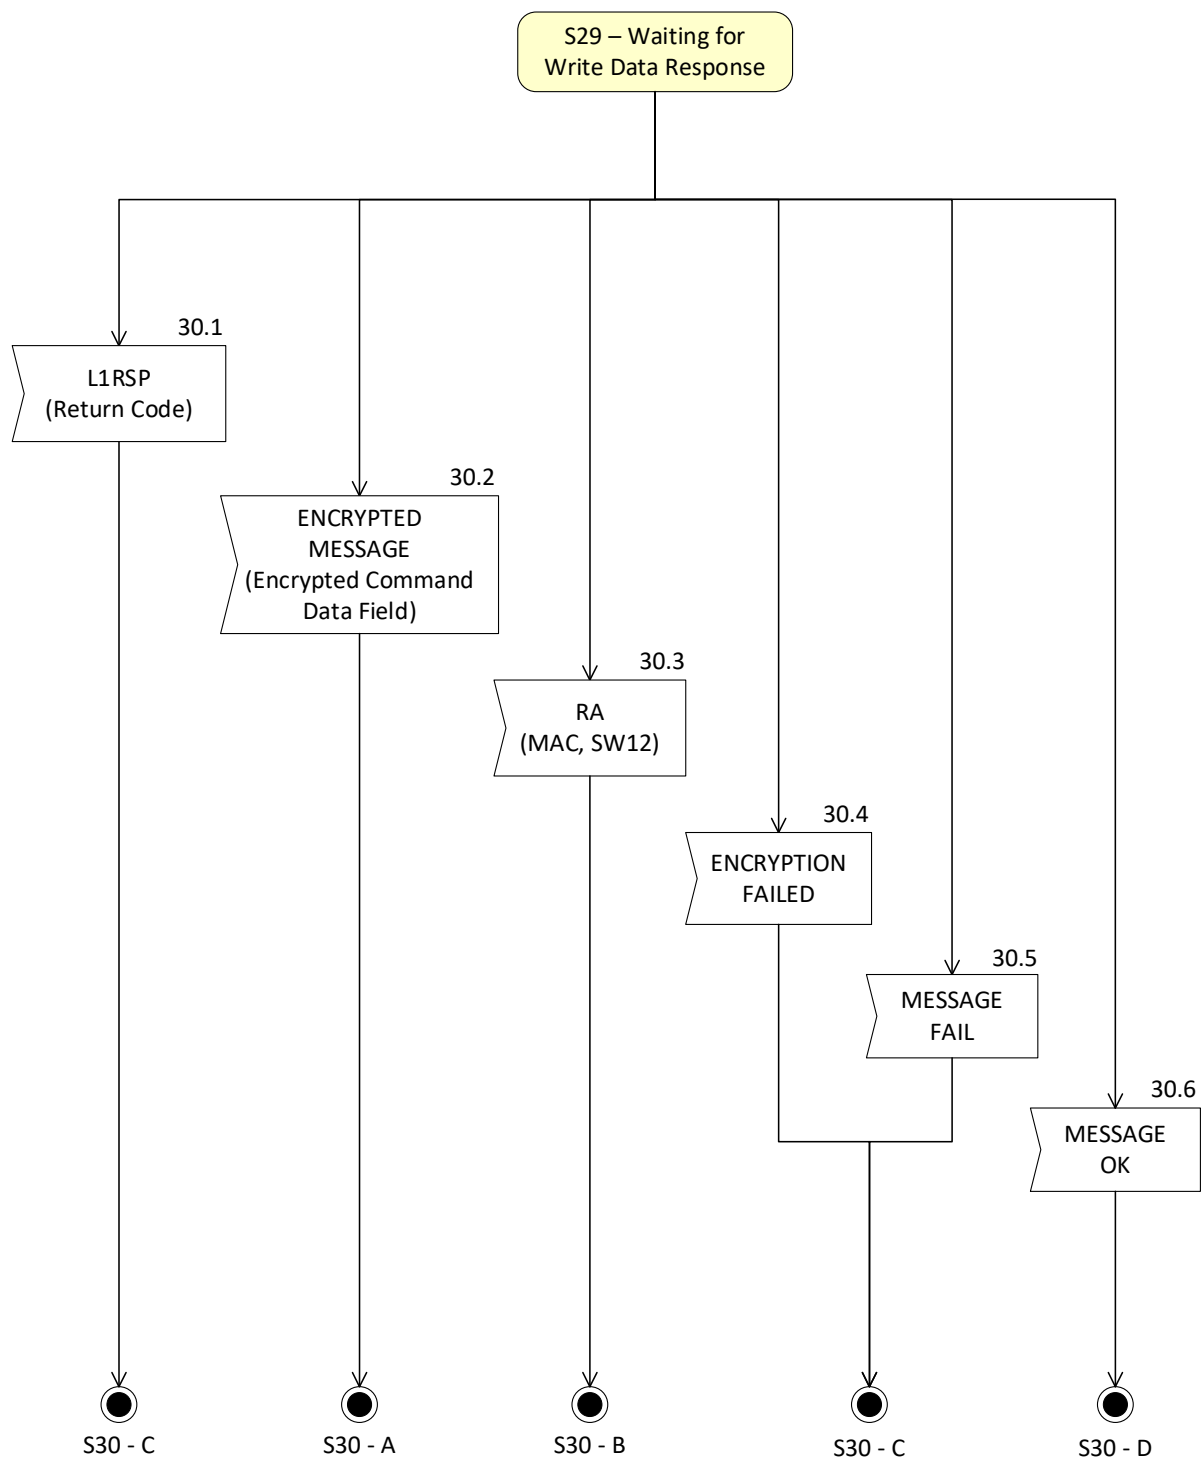 S29 – Waiting for
Write Data Response
30.1
L1RSP
(Return Code)
30.2
ENCRYPTED
MESSAGE
(Encrypted Command
Data Field)
30.3
RA
(MAC, SW12)
30.4
ENCRYPTION
FAILED
30.5
MESSAGE
FAIL
30.6
MESSAGE
OK
S30 - C
S30 - A
S30 - B
S30 - C
S30 - D